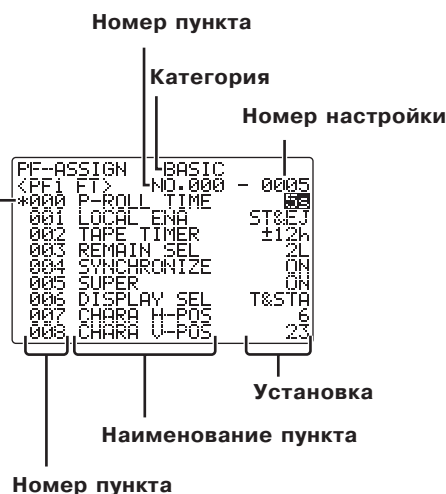 Номер пункта
Категория
Номер настройки
PF-ASSIGN BASIC
<PF1 FT> NO.000 - 0005
*000 P-ROLL TIME 5S
001 LOCAL ENA ST&EJ
002 TAPE TIMER ±12h
003 REMAIN SEL 2L
004 SYNCHRONIZE ON
005 SUPER ON
006 DISPLAY SEL T&STA
007 CHARA H-POS 6
008 CHARA V-POS 23
Установка
Наименование пункта
Номер пункта